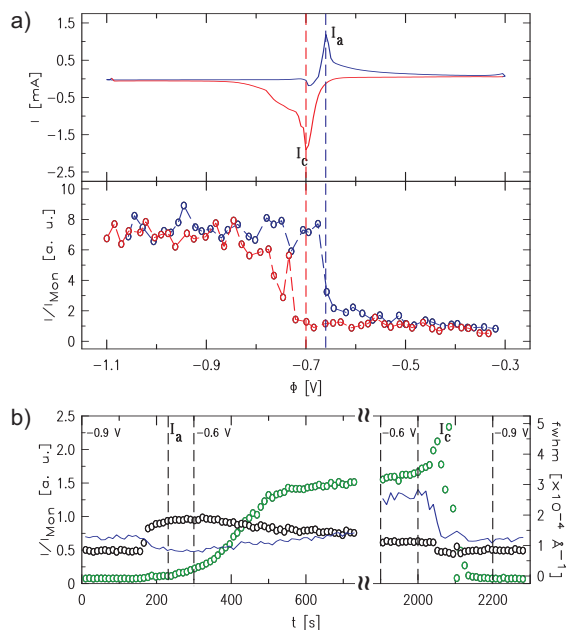 a)
1.5
0.5
−0.5
−1.5
−2.5
I [mA]
I_a
I_c
10
8
6
4
2
0
I/I_Mon [a. u.]
−1.1 −0.9 −0.7 −0.5 −0.3
Φ [V]
b)
2.5
2.0
1.5
1.0
0.5
0.0
I/I_Mon [a. u.]
−0.9 V I_a −0.6 V −0.6 V I_c −0.9 V
5
4
3
2
1
0
fwhm [×10⁻⁴ Å⁻¹]
0 200 400 600 2000 2200
t [s]